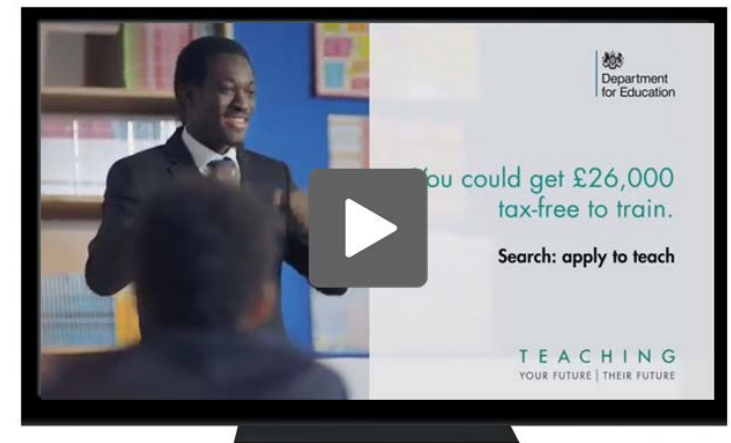 Department
for Education
You could get £26,000
tax-free to train.
Search: apply to teach
TEACHING
YOUR FUTURE | THEIR FUTURE